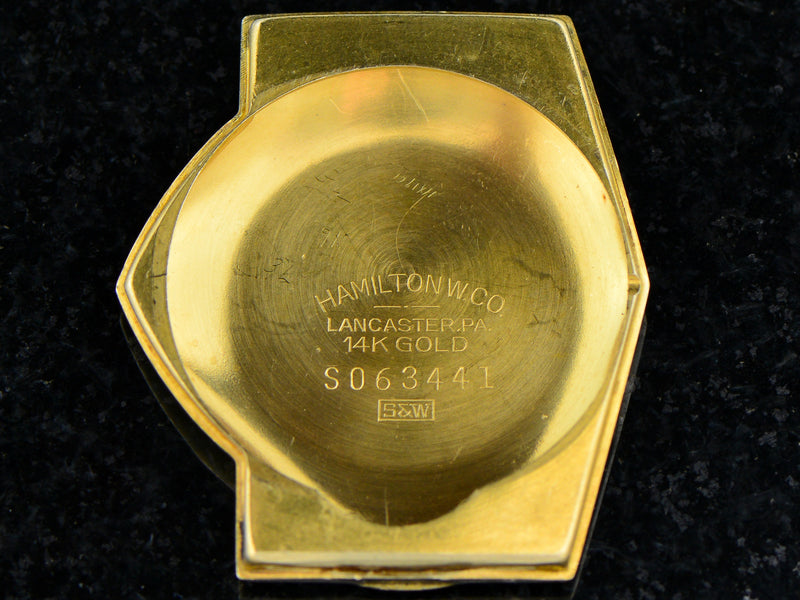 HAMILTON W. CO.
LANCASTER, PA.
14K GOLD
S063441
S&W